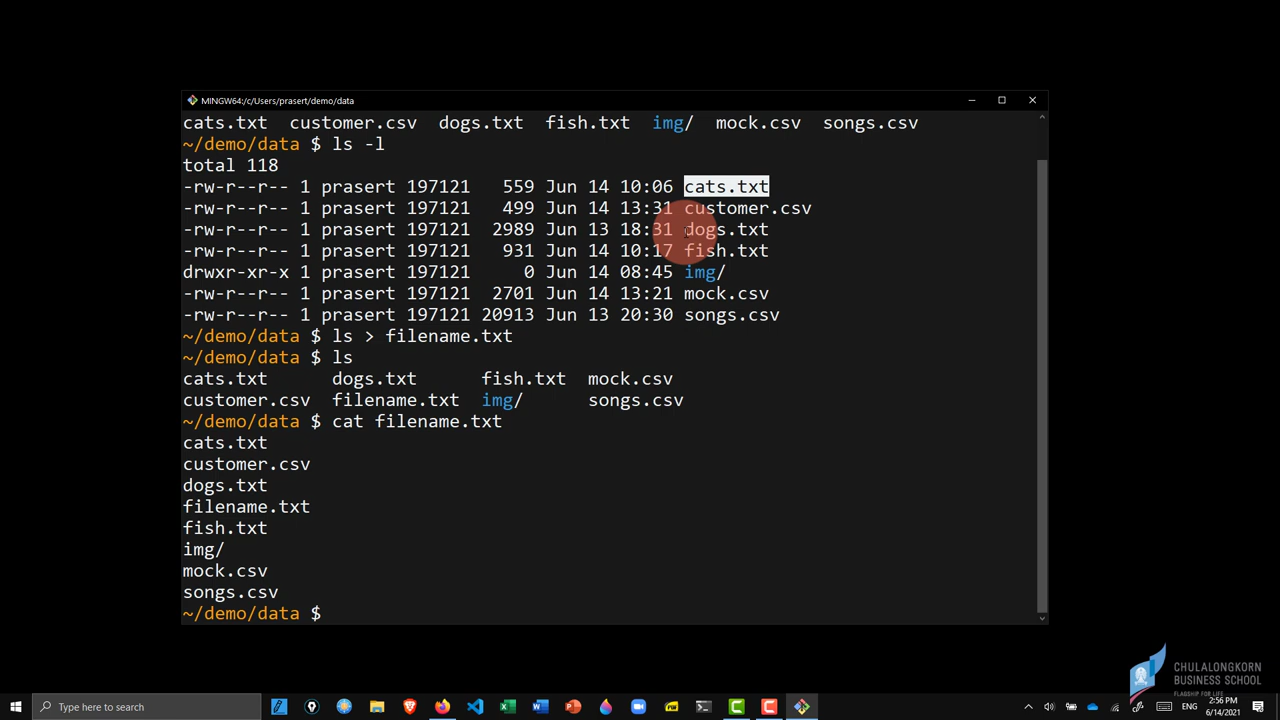 MINGW64:/c/Users/prasert/demo/data
cats.txt  customer.csv  dogs.txt  fish.txt  img/  mock.csv  songs.csv
~/demo/data $ ls -l
total 118
-rw-r--r-- 1 prasert 197121   559 Jun 14 10:06 cats.txt
-rw-r--r-- 1 prasert 197121   499 Jun 14 13:31 customer.csv
-rw-r--r-- 1 prasert 197121  2989 Jun 13 18:31 dogs.txt
-rw-r--r-- 1 prasert 197121   931 Jun 14 10:17 fish.txt
drwxr-xr-x 1 prasert 197121     0 Jun 14 08:45 img/
-rw-r--r-- 1 prasert 197121  2701 Jun 14 13:21 mock.csv
-rw-r--r-- 1 prasert 197121 20913 Jun 13 20:30 songs.csv
~/demo/data $ ls > filename.txt
~/demo/data $ ls
cats.txt      dogs.txt      fish.txt  mock.csv
customer.csv  filename.txt  img/      songs.csv
~/demo/data $ cat filename.txt
cats.txt
customer.csv
dogs.txt
filename.txt
fish.txt
img/
mock.csv
songs.csv
~/demo/data $
CHULALONGKORN
BUSINESS SCHOOL
FLAGSHIP FOR LIFE
Type here to search
ENG
2:56 PM
6/14/2021